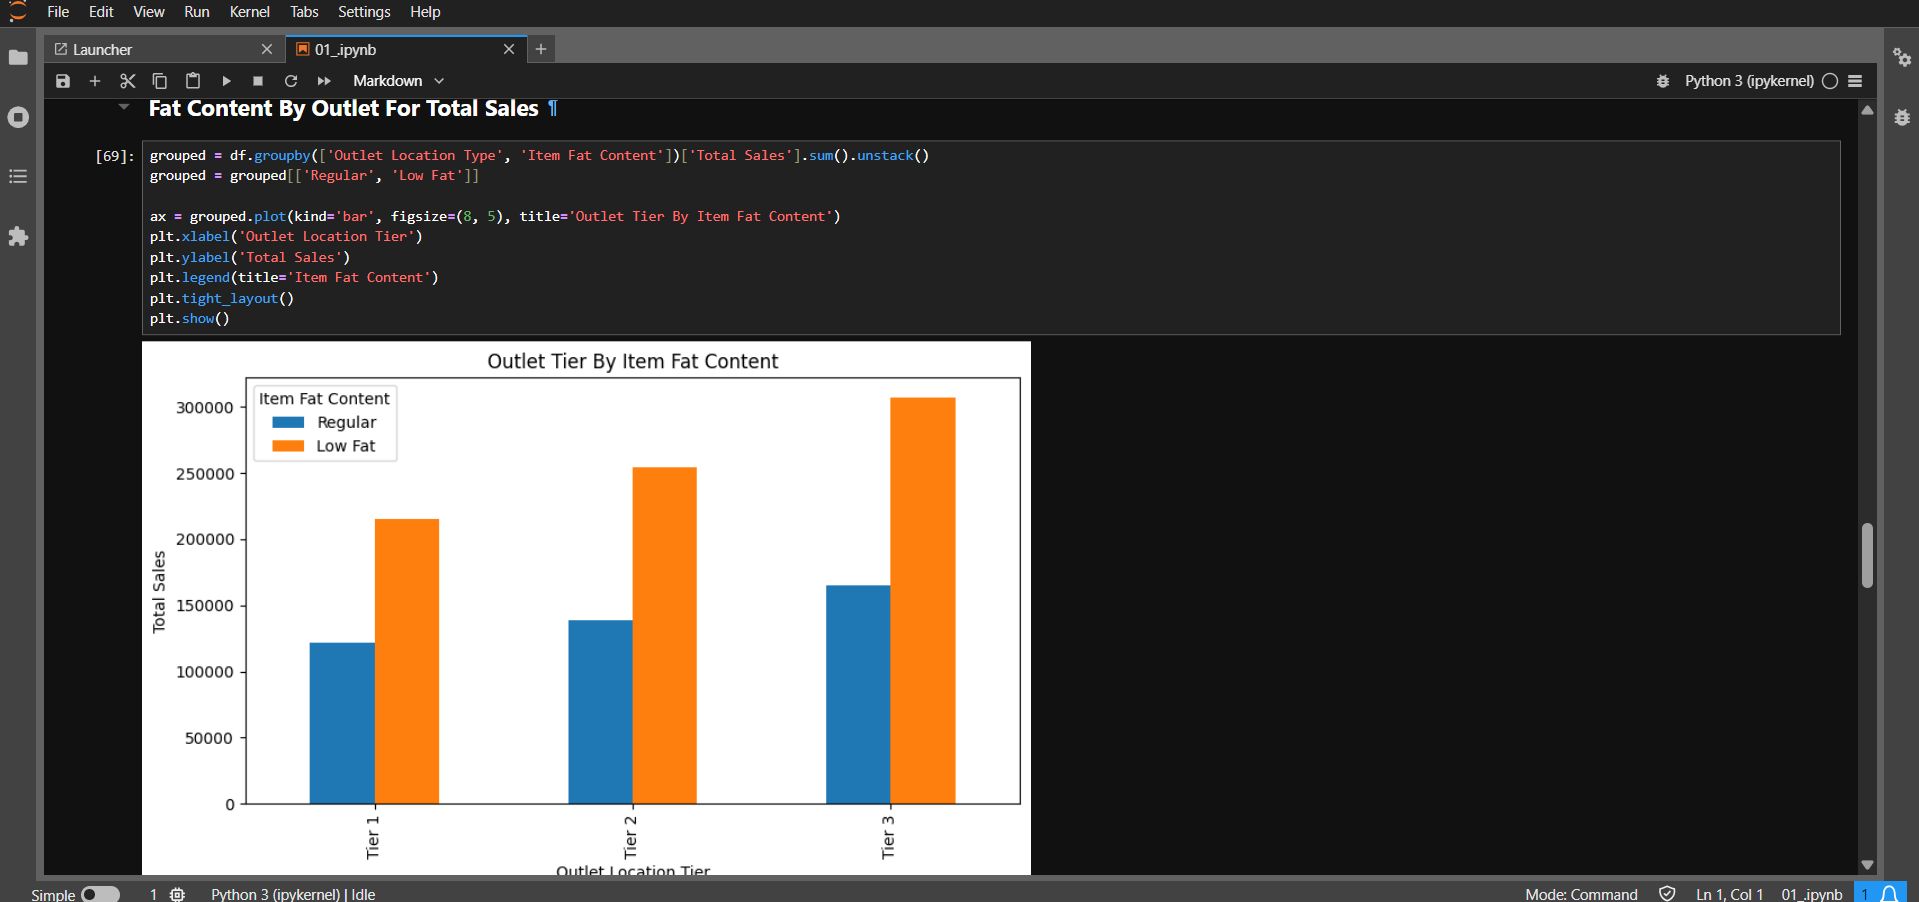 File Edit View Run Kernel Tabs Settings Help
Launcher
01_.ipynb
Markdown
Python 3 (ipykernel)
Fat Content By Outlet For Total Sales ¶
[69]:
grouped = df.groupby(['Outlet Location Type', 'Item Fat Content'])['Total Sales'].sum().unstack()
grouped = grouped[['Regular', 'Low Fat']]
ax = grouped.plot(kind='bar', figsize=(8, 5), title='Outlet Tier By Item Fat Content')
plt.xlabel('Outlet Location Tier')
plt.ylabel('Total Sales')
plt.legend(title='Item Fat Content')
plt.tight_layout()
plt.show()
Outlet Tier By Item Fat Content
Item Fat Content
Regular
Low Fat
300000
250000
200000
150000
100000
50000
0
Total Sales
Tier 1
Tier 2
Tier 3
Outlet Location Tier
Simple
1
Python 3 (ipykernel) | Idle
Mode: Command
Ln 1, Col 1
01_.ipynb
1